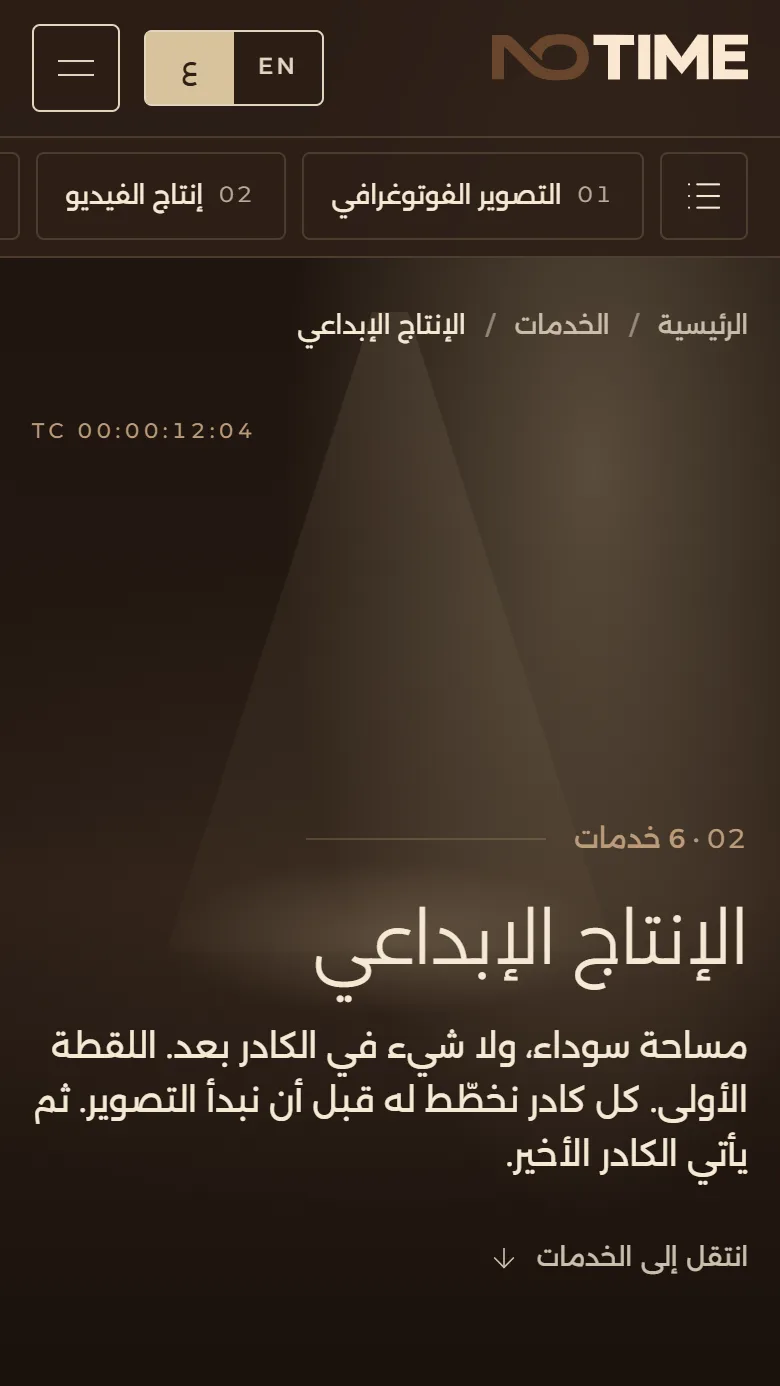 NO TIME
EN
ع
01 التصوير الفوتوغرافي
02 إنتاج الفيديو
الرئيسية / الخدمات / الإنتاج الإبداعي
TC 00:00:12:04
02 · 6 خدمات
الإنتاج الإبداعي
مساحة سوداء، ولا شيء في الكادر بعد. اللقطة
الأولى. كل كادر نخطّط له قبل أن نبدأ التصوير. ثم
يأتي الكادر الأخير.
انتقل إلى الخدمات ↓